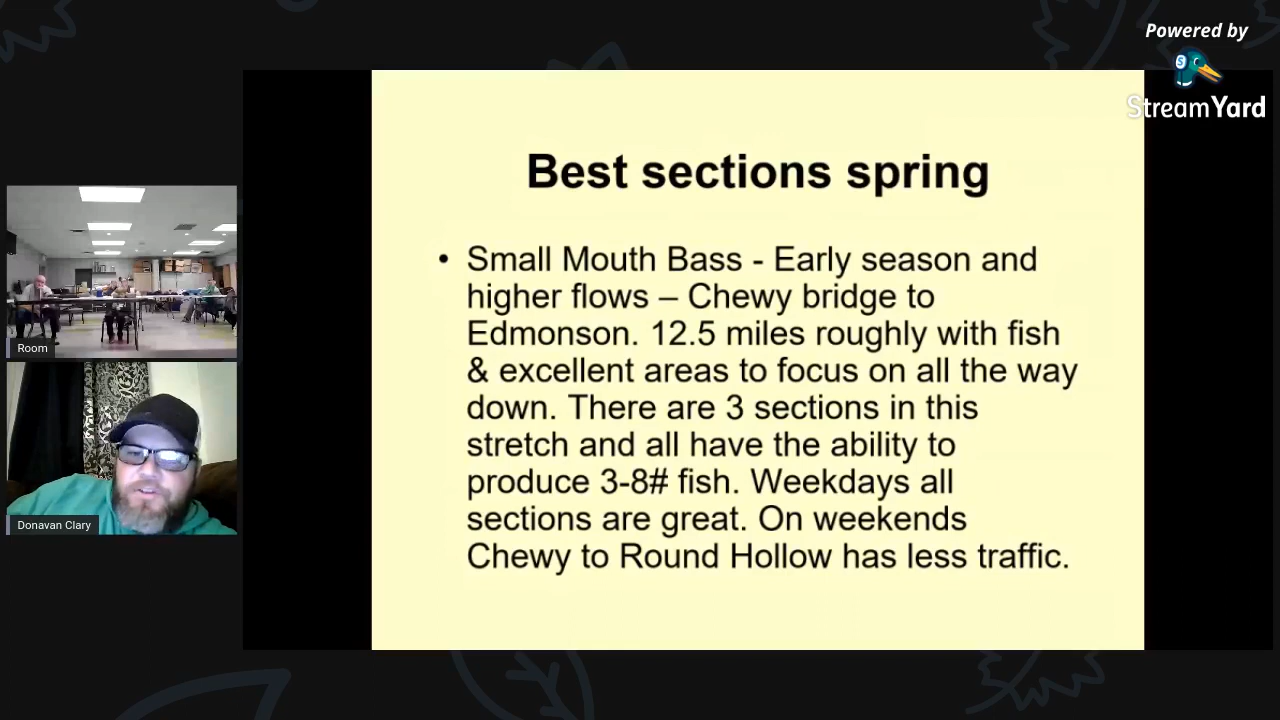 Powered by
StreamYard
Best sections spring
• Small Mouth Bass - Early season and
higher flows – Chewy bridge to
Edmonson. 12.5 miles roughly with fish
& excellent areas to focus on all the way
down. There are 3 sections in this
stretch and all have the ability to
produce 3-8# fish. Weekdays all
sections are great. On weekends
Chewy to Round Hollow has less traffic.
Room
Donavan Clary